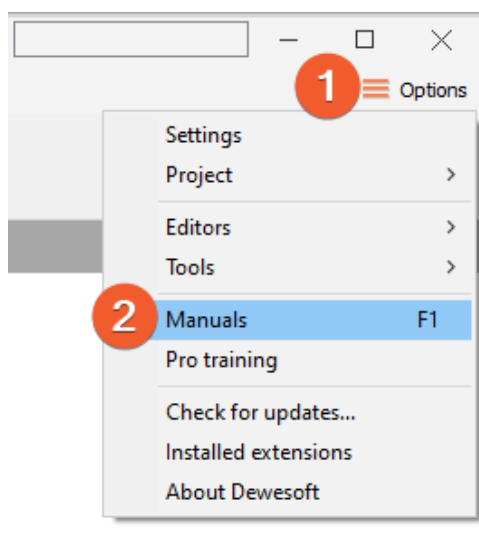 1
Options
Settings
Project
Editors
Tools
2
Manuals F1
Pro training
Check for updates...
Installed extensions
About Dewesoft